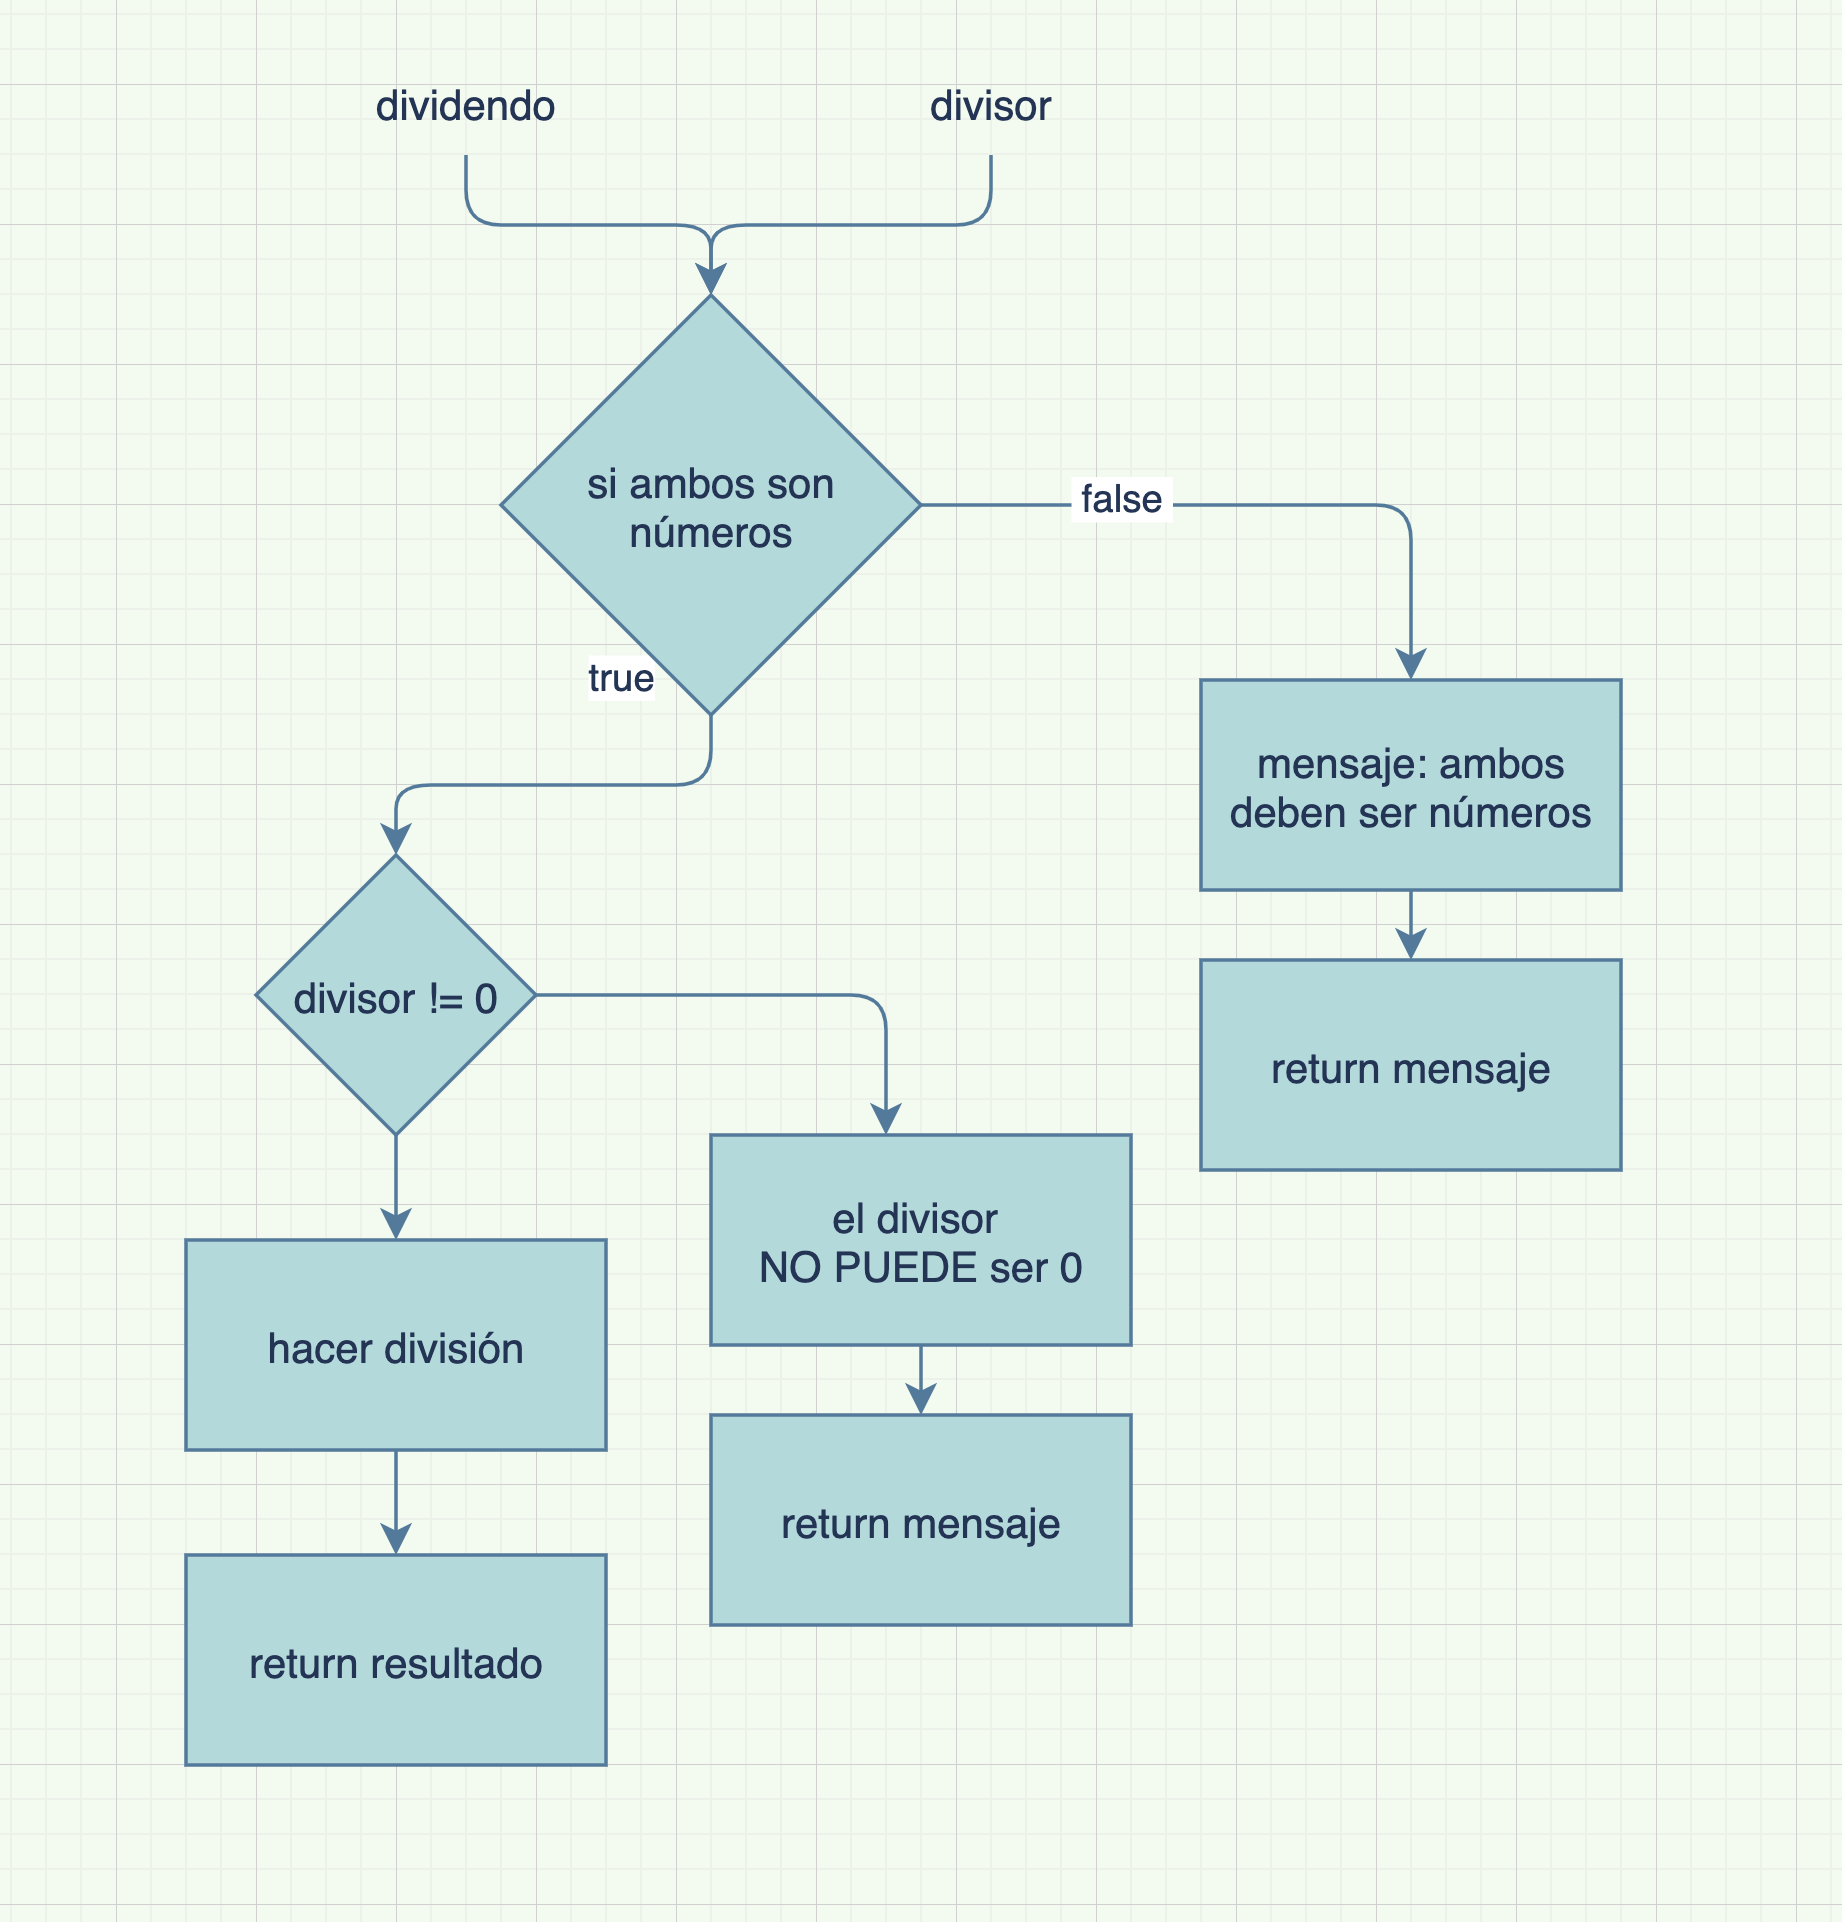 dividendo
divisor
si ambos son
números
false
true
mensaje: ambos
deben ser números
divisor != 0
return mensaje
el divisor
NO PUEDE ser 0
hacer división
return mensaje
return resultado